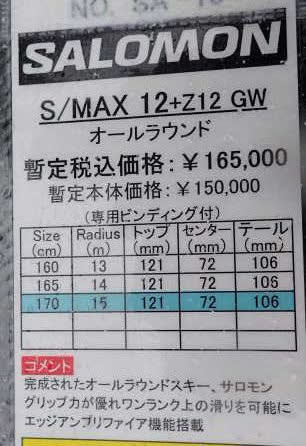 NO. SA
SALOMON
S/MAX 12+Z12 GW
オールラウンド
暫定税込価格：￥165,000
暫定本体価格：￥150,000
(専用ビンディング付)
Size Radius トップ センター テール
(cm) (m) (mm) (mm) (mm)
160 13 121 72 106
165 14 121 72 106
170 15 121 72 106
コメント
完成されたオールラウンドスキー、サロモン
グリップ力が優れワンランク上の滑りを可能に
エッジアンプリファイア機能搭載